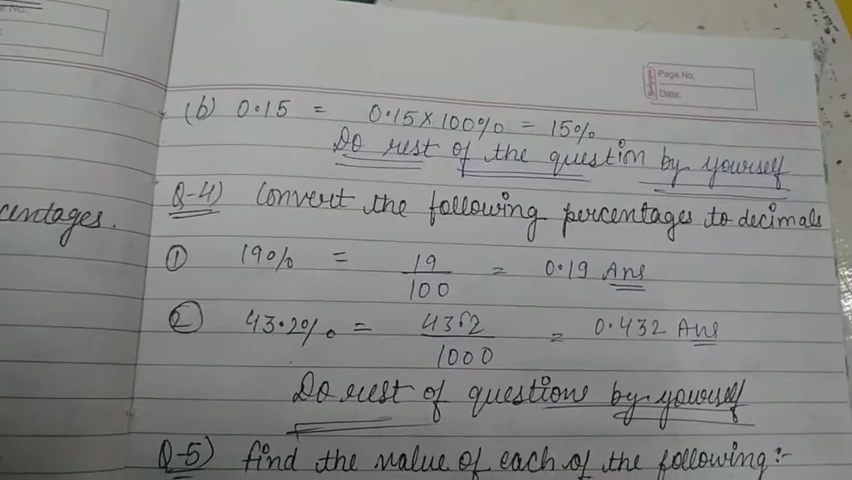 Page No.
Date:
(b) 0.15 = 0.15 × 100% = 15%
Do rest of the question by yourself
Q-4) Convert the following percentages to decimals
centages.
① 19% = 19/100 = 0.19 Ans
② 43.2% = 432/1000 = 0.432 Ans
Do rest of questions by yourself
Q-5) find the value of each of the following:-